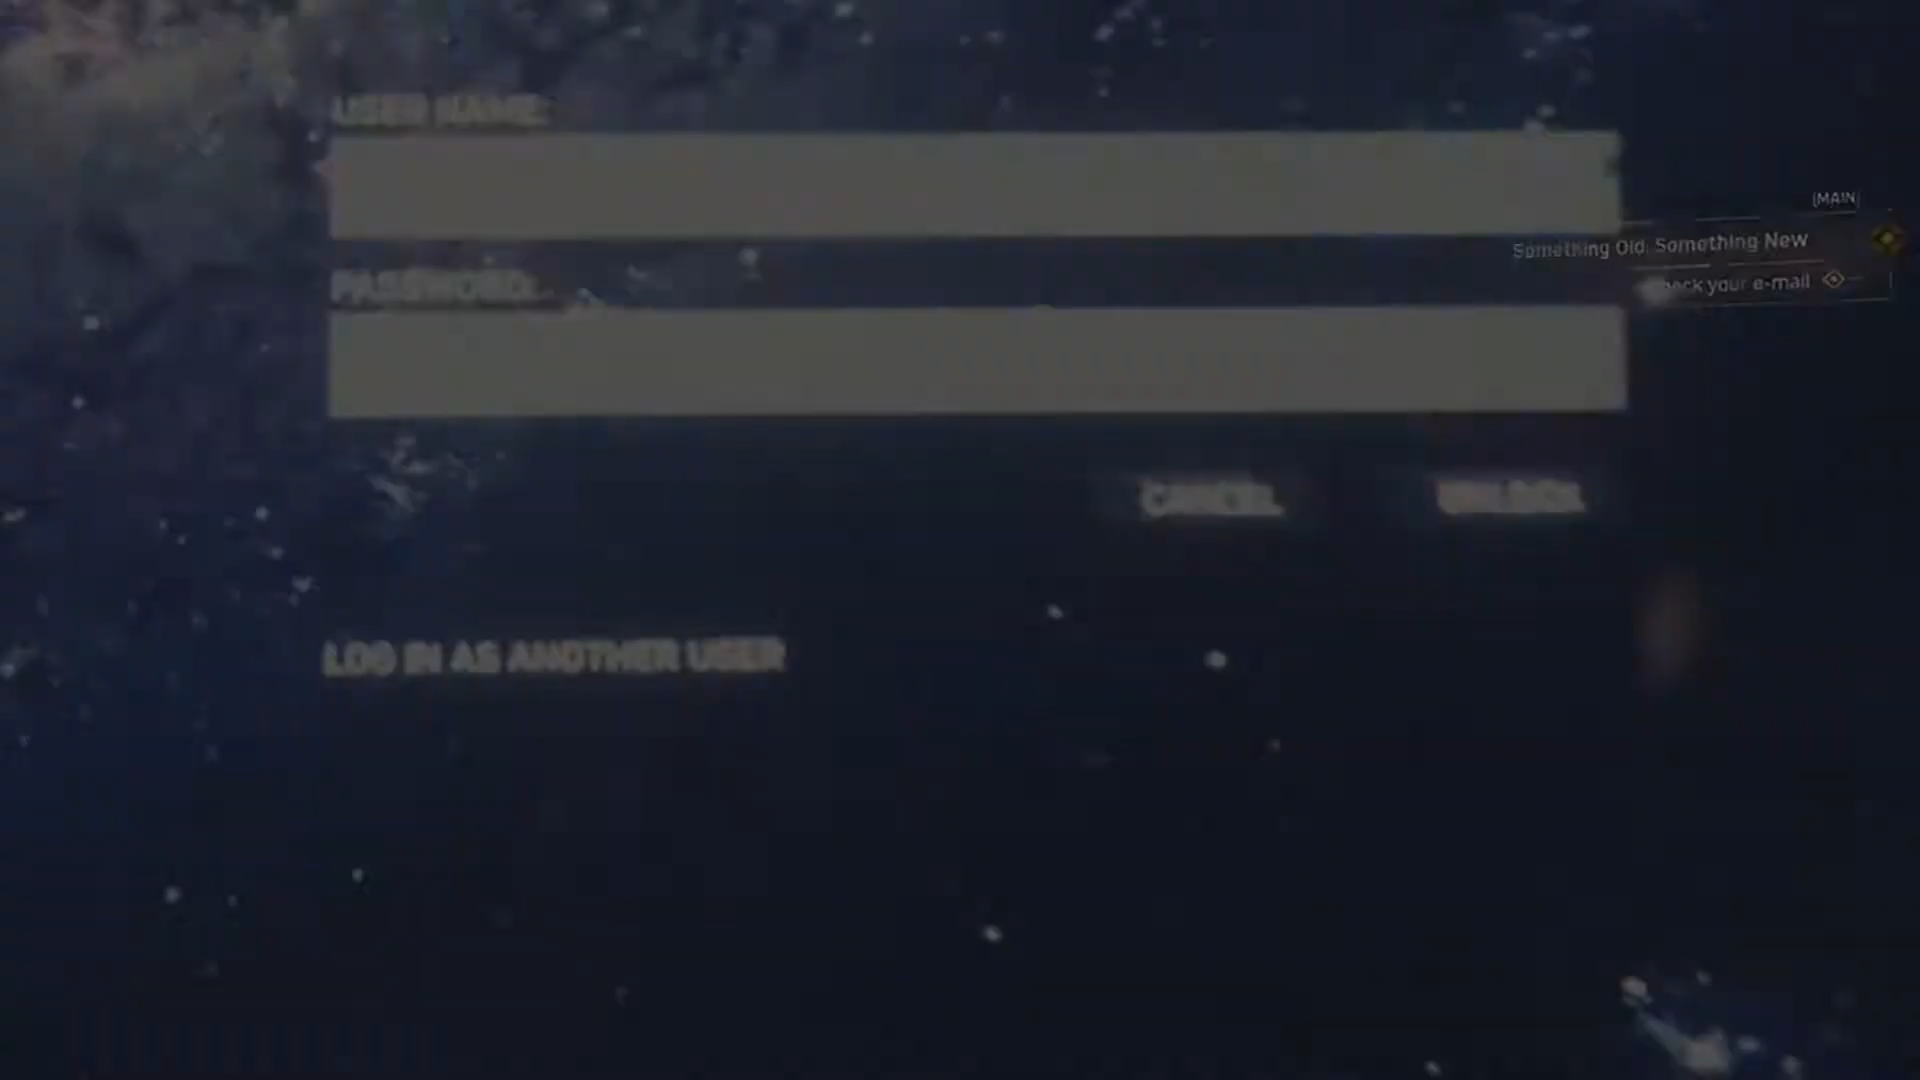 USER NAME:
[MAIN]
Something Old, Something New
your e-mail
PASSWORD:
CANCEL
UNLOCK
LOG IN AS ANOTHER USER